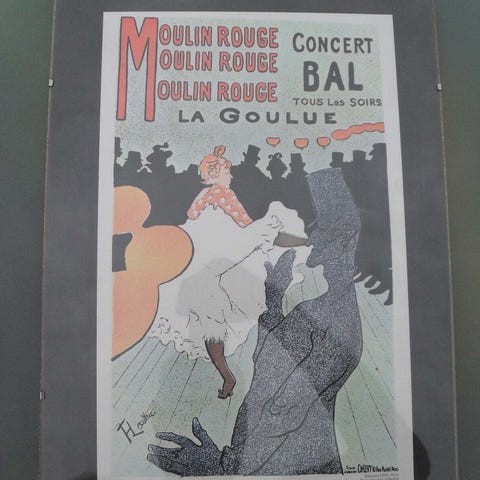 MOULIN ROUGE
MOULIN ROUGE
MOULIN ROUGE
CONCERT
BAL
TOUS LES SOIRS
LA GOULUE